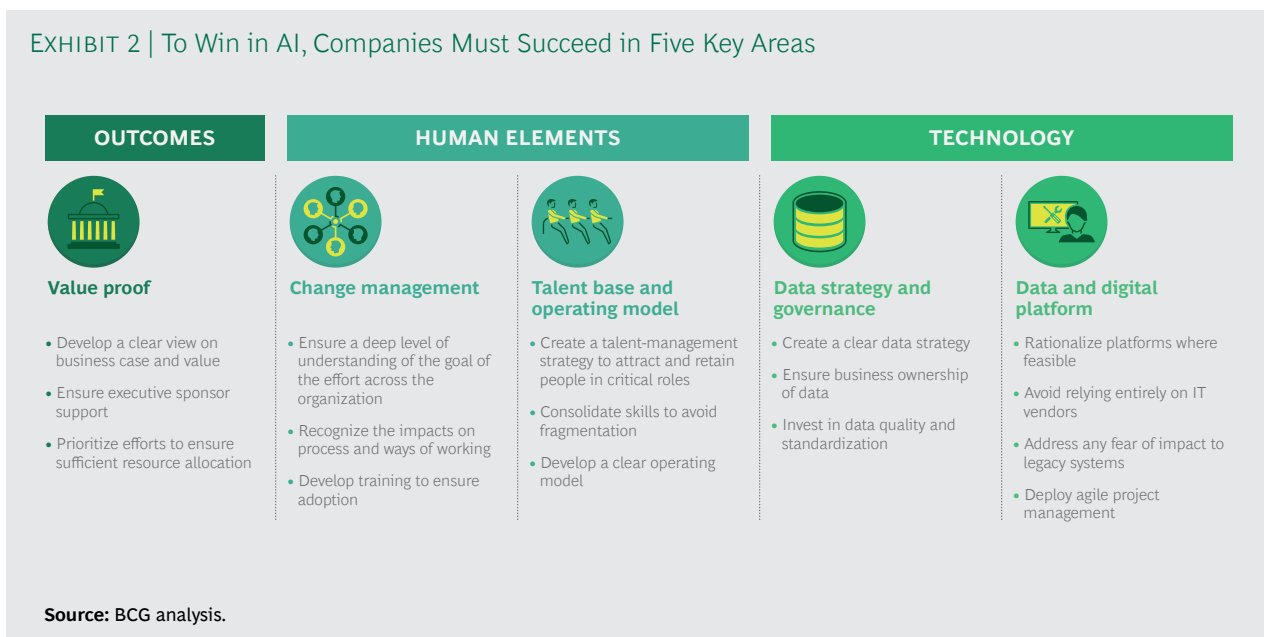 EXHIBIT 2 | To Win in AI, Companies Must Succeed in Five Key Areas
OUTCOMES
HUMAN ELEMENTS
TECHNOLOGY
Value proof
• Develop a clear view on
business case and value
• Ensure executive sponsor
support
• Prioritize efforts to ensure
sufficient resource allocation
Change management
• Ensure a deep level of
understanding of the goal of
the effort across the
organization
• Recognize the impacts on
process and ways of working
• Develop training to ensure
adoption
Talent base and
operating model
• Create a talent-management
strategy to attract and retain
people in critical roles
• Consolidate skills to avoid
fragmentation
• Develop a clear operating
model
Data strategy and
governance
• Create a clear data strategy
• Ensure business ownership
of data
• Invest in data quality and
standardization
Data and digital
platform
• Rationalize platforms where
feasible
• Avoid relying entirely on IT
vendors
• Address any fear of impact to
legacy systems
• Deploy agile project
management
Source: BCG analysis.